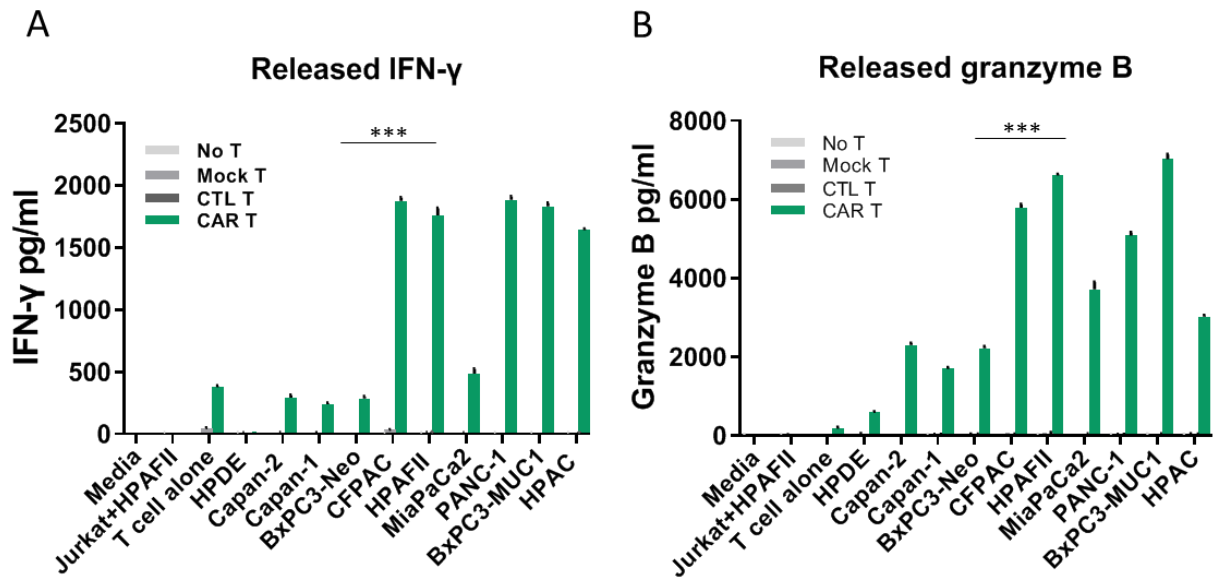 A
Released IFN-γ
IFN-γ pg/ml
2500
2000
1500
1000
500
0
No T
Mock T
CTL T
CAR T
***
Media
Jurkat+HPAFII
T cell alone
HPDE
Capan-2
Capan-1
BxPC3-Neo
CFPAC
HPAFII
MiaPaCa2
PANC-1
BxPC3-MUC1
HPAC
B
Released granzyme B
Granzyme B pg/ml
8000
6000
4000
2000
0
No T
Mock T
CTL T
CAR T
***
Media
Jurkat+HPAFII
T cell alone
HPDE
Capan-2
Capan-1
BxPC3-Neo
CFPAC
HPAFII
MiaPaCa2
PANC-1
BxPC3-MUC1
HPAC